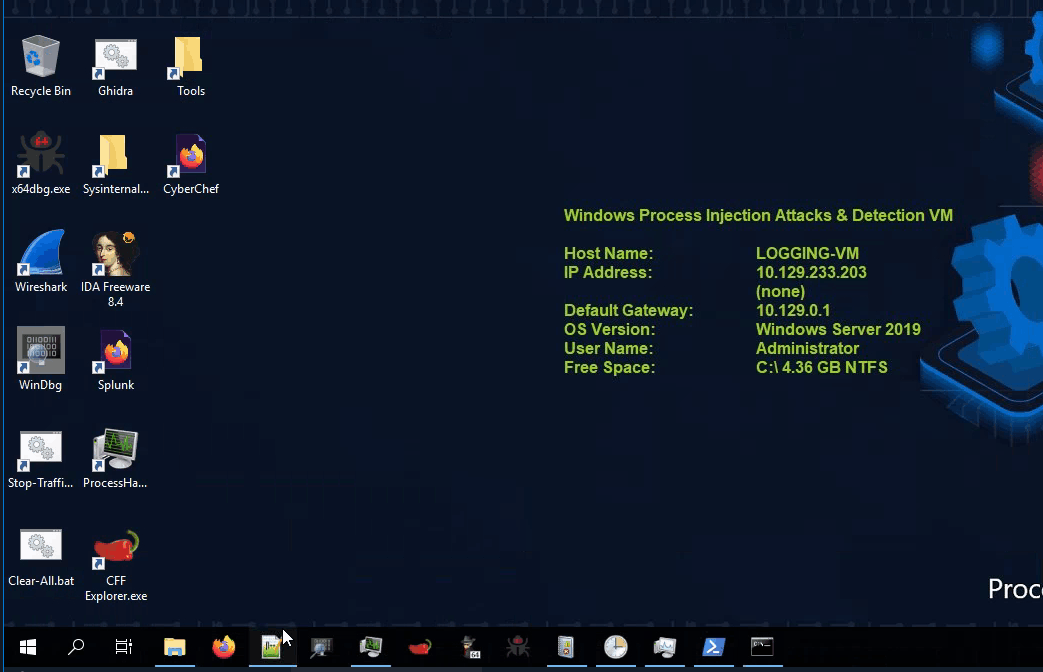 Recycle Bin
Ghidra
Tools
x64dbg.exe
Sysinternal...
CyberChef
Wireshark
IDA Freeware
8.4
WinDbg
Splunk
Stop-Traffi...
ProcessHa...
Clear-All.bat
CFF
Explorer.exe
Windows Process Injection Attacks & Detection VM
Host Name: LOGGING-VM
IP Address: 10.129.233.203
(none)
Default Gateway: 10.129.0.1
OS Version: Windows Server 2019
User Name: Administrator
Free Space: C:\ 4.36 GB NTFS
Proc
64